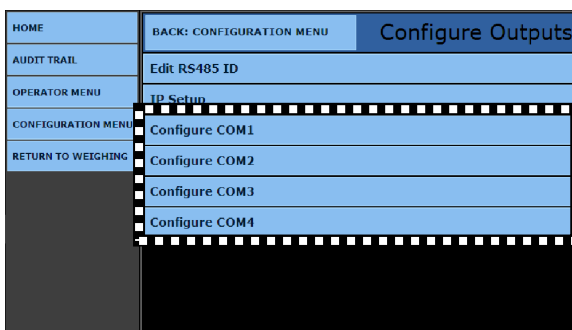 HOME
AUDIT TRAIL
OPERATOR MENU
CONFIGURATION MENU
RETURN TO WEIGHING
BACK: CONFIGURATION MENU
Configure Outputs
Edit RS485 ID
IP Setup
Configure COM1
Configure COM2
Configure COM3
Configure COM4